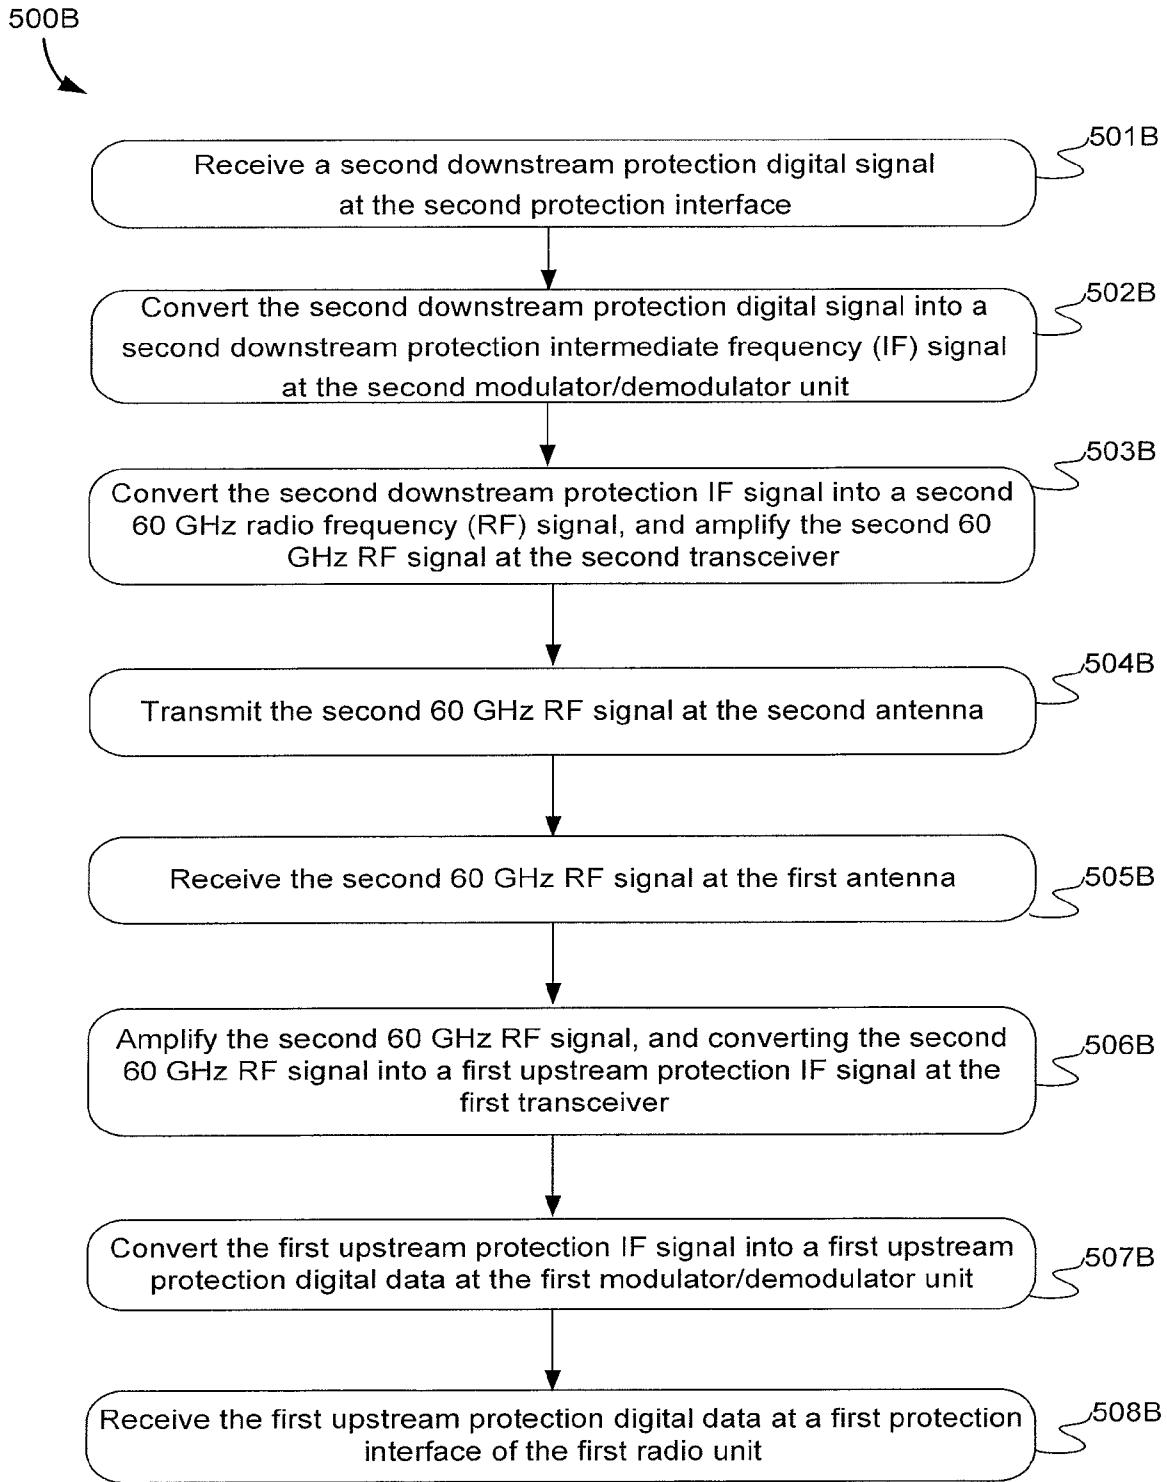 500B
501B
Receive a second downstream protection digital signal
at the second protection interface
502B
Convert the second downstream protection digital signal into a
second downstream protection intermediate frequency (IF) signal
at the second modulator/demodulator unit
503B
Convert the second downstream protection IF signal into a second
60 GHz radio frequency (RF) signal, and amplify the second 60
GHz RF signal at the second transceiver
504B
Transmit the second 60 GHz RF signal at the second antenna
Receive the second 60 GHz RF signal at the first antenna
505B
Amplify the second 60 GHz RF signal, and converting the second
60 GHz RF signal into a first upstream protection IF signal at the
first transceiver
506B
Convert the first upstream protection IF signal into a first upstream
protection digital data at the first modulator/demodulator unit
507B
Receive the first upstream protection digital data at a first protection
interface of the first radio unit
508B